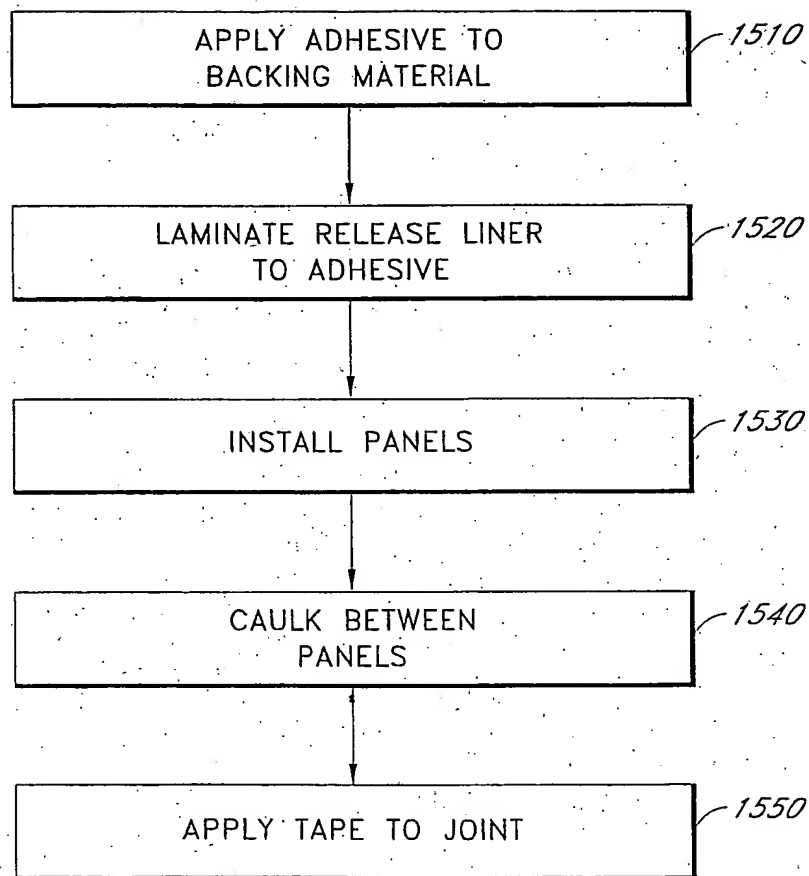 APPLY ADHESIVE TO
BACKING MATERIAL
1510
LAMINATE RELEASE LINER
TO ADHESIVE
1520
INSTALL PANELS
1530
CAULK BETWEEN
PANELS
1540
APPLY TAPE TO JOINT
1550